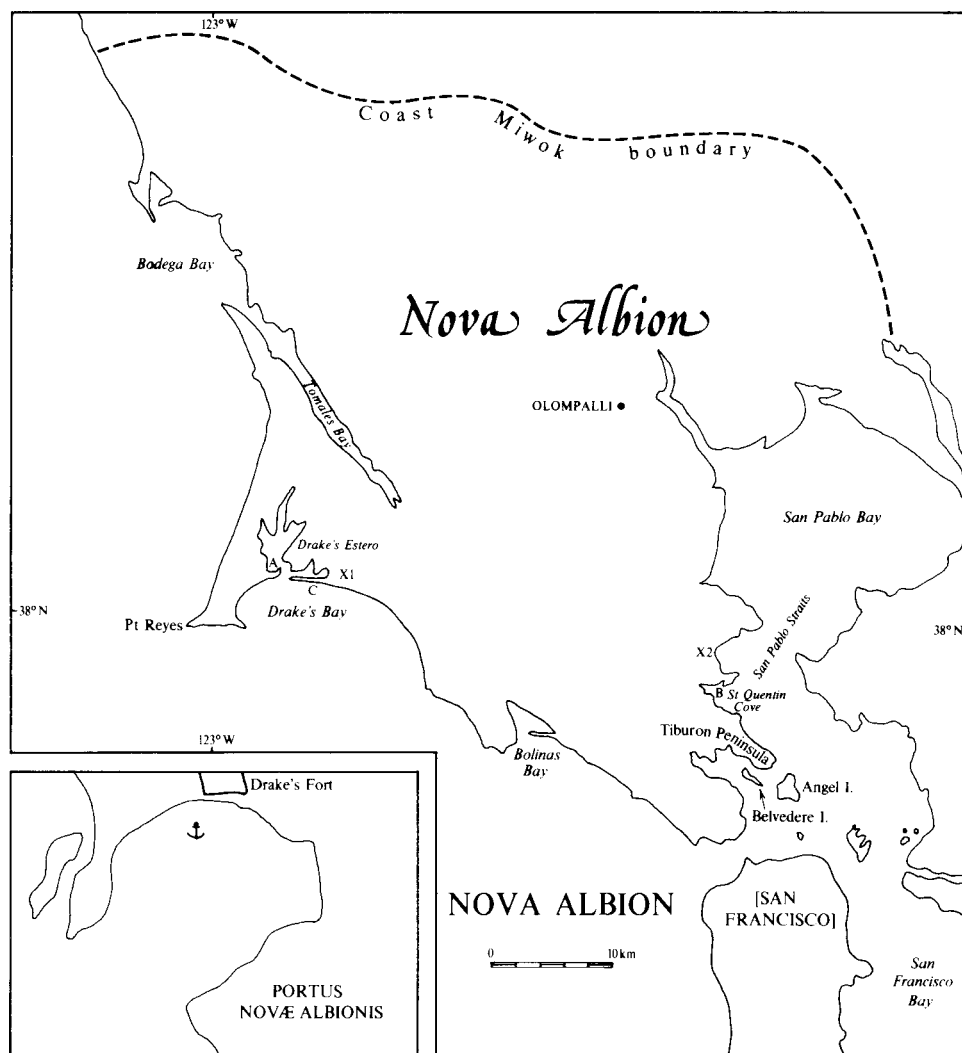 123° W
Coast Miwok boundary
Bodega Bay
Nova Albion
OLOMPALLI
Tomales Bay
San Pablo Bay
Drake's Estero
A
X1
C
38° N
Pt Reyes
Drake's Bay
38° N
X2
San Pablo Straits
B
St Quentin
Cove
123° W
Tiburon Peninsula
Bolinas
Bay
Angel I.
Belvedere I.
Drake's Fort
NOVA ALBION
[SAN
FRANCISCO]
0 10 km
San
Francisco
Bay
PORTUS
NOVÆ ALBIONIS